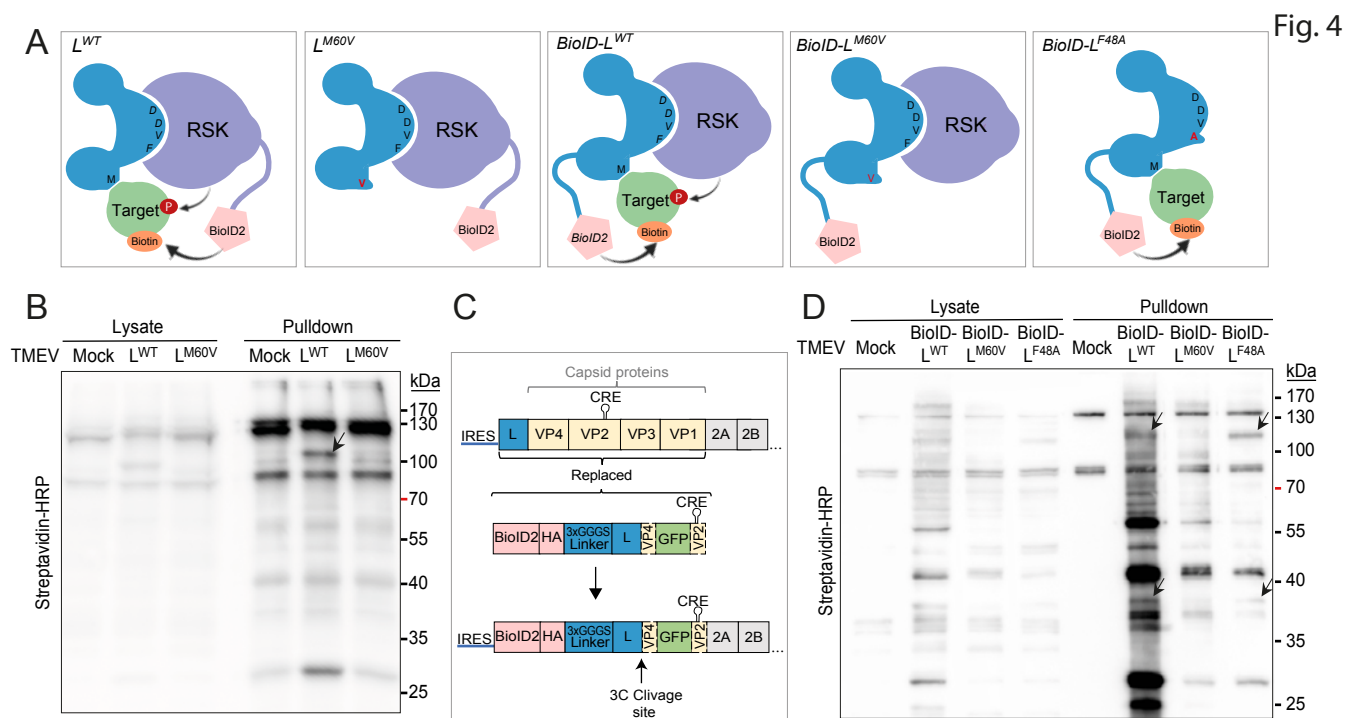 Fig. 4
A
L^WT
D
D
V
F
RSK
M
Target
P
Biotin
BioID2
L^M60V
D
D
V
F
RSK
V
BioID2
BioID-L^WT
D
D
V
F
RSK
M
Target
P
BioID2
Biotin
BioID-L^M60V
D
D
V
F
RSK
V
BioID2
BioID-L^F48A
D
D
V
A
M
Target
BioID2
Biotin
B
Lysate Pulldown
TMEV Mock L^WT L^M60V Mock L^WT L^M60V
kDa
170
130
100
70
55
40
35
25
Streptavidin-HRP
C
Capsid proteins
CRE
IRES L VP4 VP2 VP3 VP1 2A 2B ...
Replaced
CRE
BioID2 HA 3xGGGS Linker L VP4 GFP VP2
CRE
IRES BioID2 HA 3xGGGS Linker L VP4 GFP VP2 2A 2B ...
3C Clivage
site
D
Lysate Pulldown
TMEV Mock BioID-L^WT BioID-L^M60V BioID-L^F48A Mock BioID-L^WT BioID-L^M60V BioID-L^F48A
kDa
170
130
100
70
55
40
35
25
Streptavidin-HRP